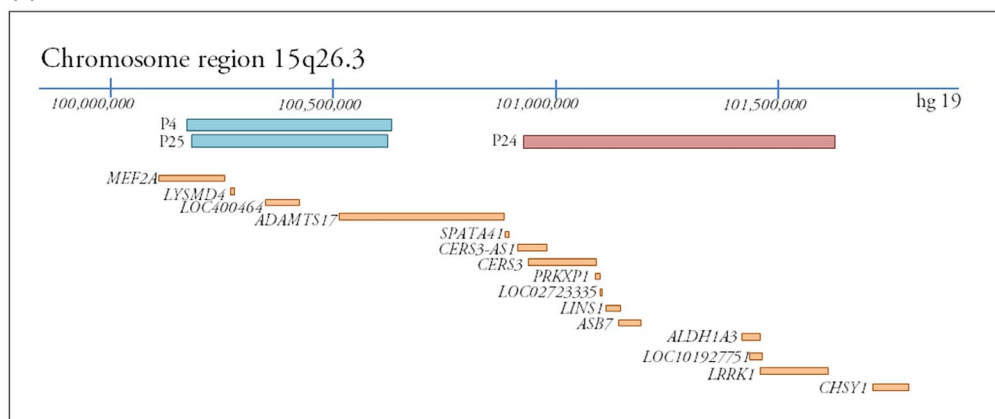 Chromosome region 15q26.3
100,000,000 100,500,000 101,000,000 101,500,000 hg 19
P4
P25 P24
MEF2A
LYSMD4
LOC400464
ADAMTS17
SPATA41
CERS3-AS1
CERS3
PRKXP1
LOC02723335
LINS1
ASB7
ALDH1A3
LOC101927751
LRRK1
CHSY1